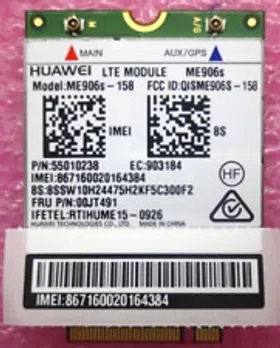 M A/G
MAIN AUX/GPS
HUAWEI LTE MODULE ME906s
Model:ME906s-158 FCC ID:QISME906S-158
IMEI 8S
P/N:55010238 EC:903184
IMEI:867160020164384
8S:8SSW10H24475H2KF5C300F2
FRU P/N:00JT491
IFETEL:RTIHUME15-0926
HUAWEI TECHNOLOGIES CO., LTD. MADE IN CHINA
HF
IMEI:867160020164384